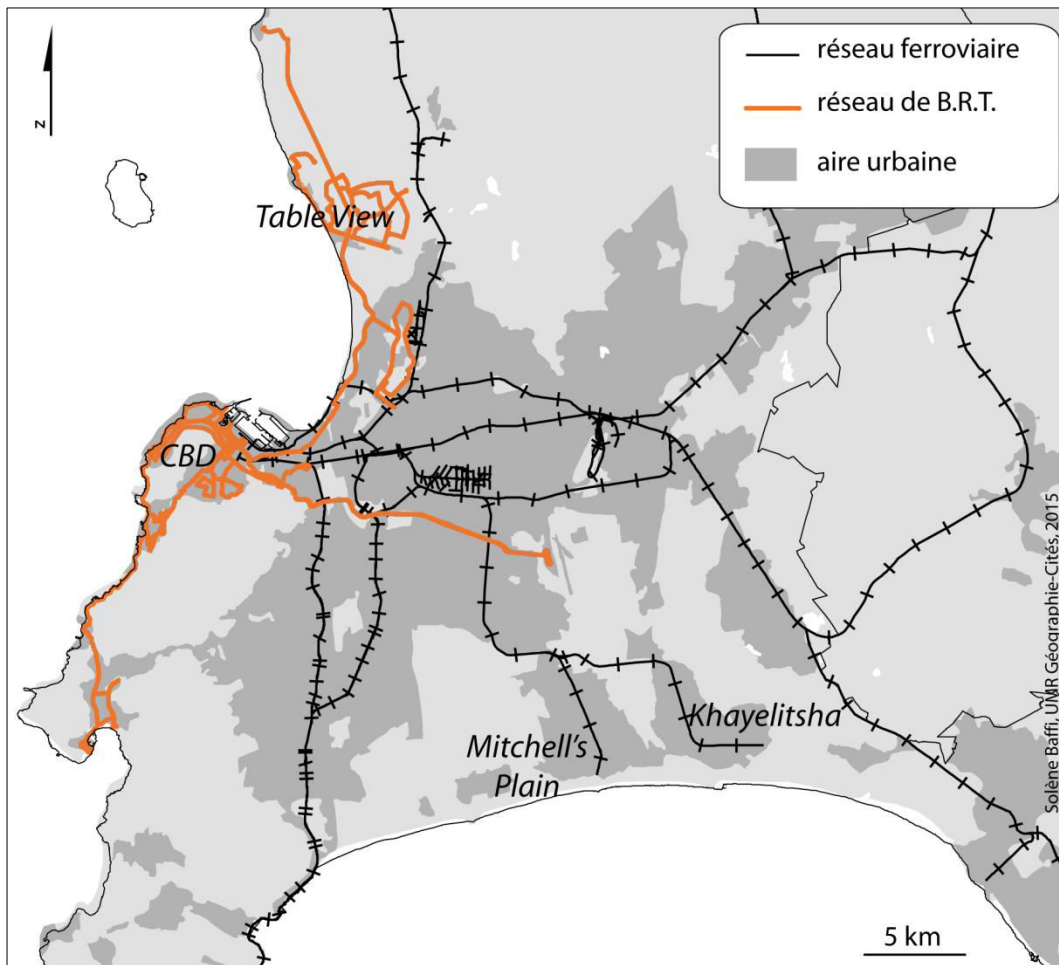 réseau ferroviaire
réseau de B.R.T.
aire urbaine
N
Table View
CBD
Mitchell's
Plain
Khayelitsha
5 km
Solène Baffi, UMR Géographie-Cités, 2015